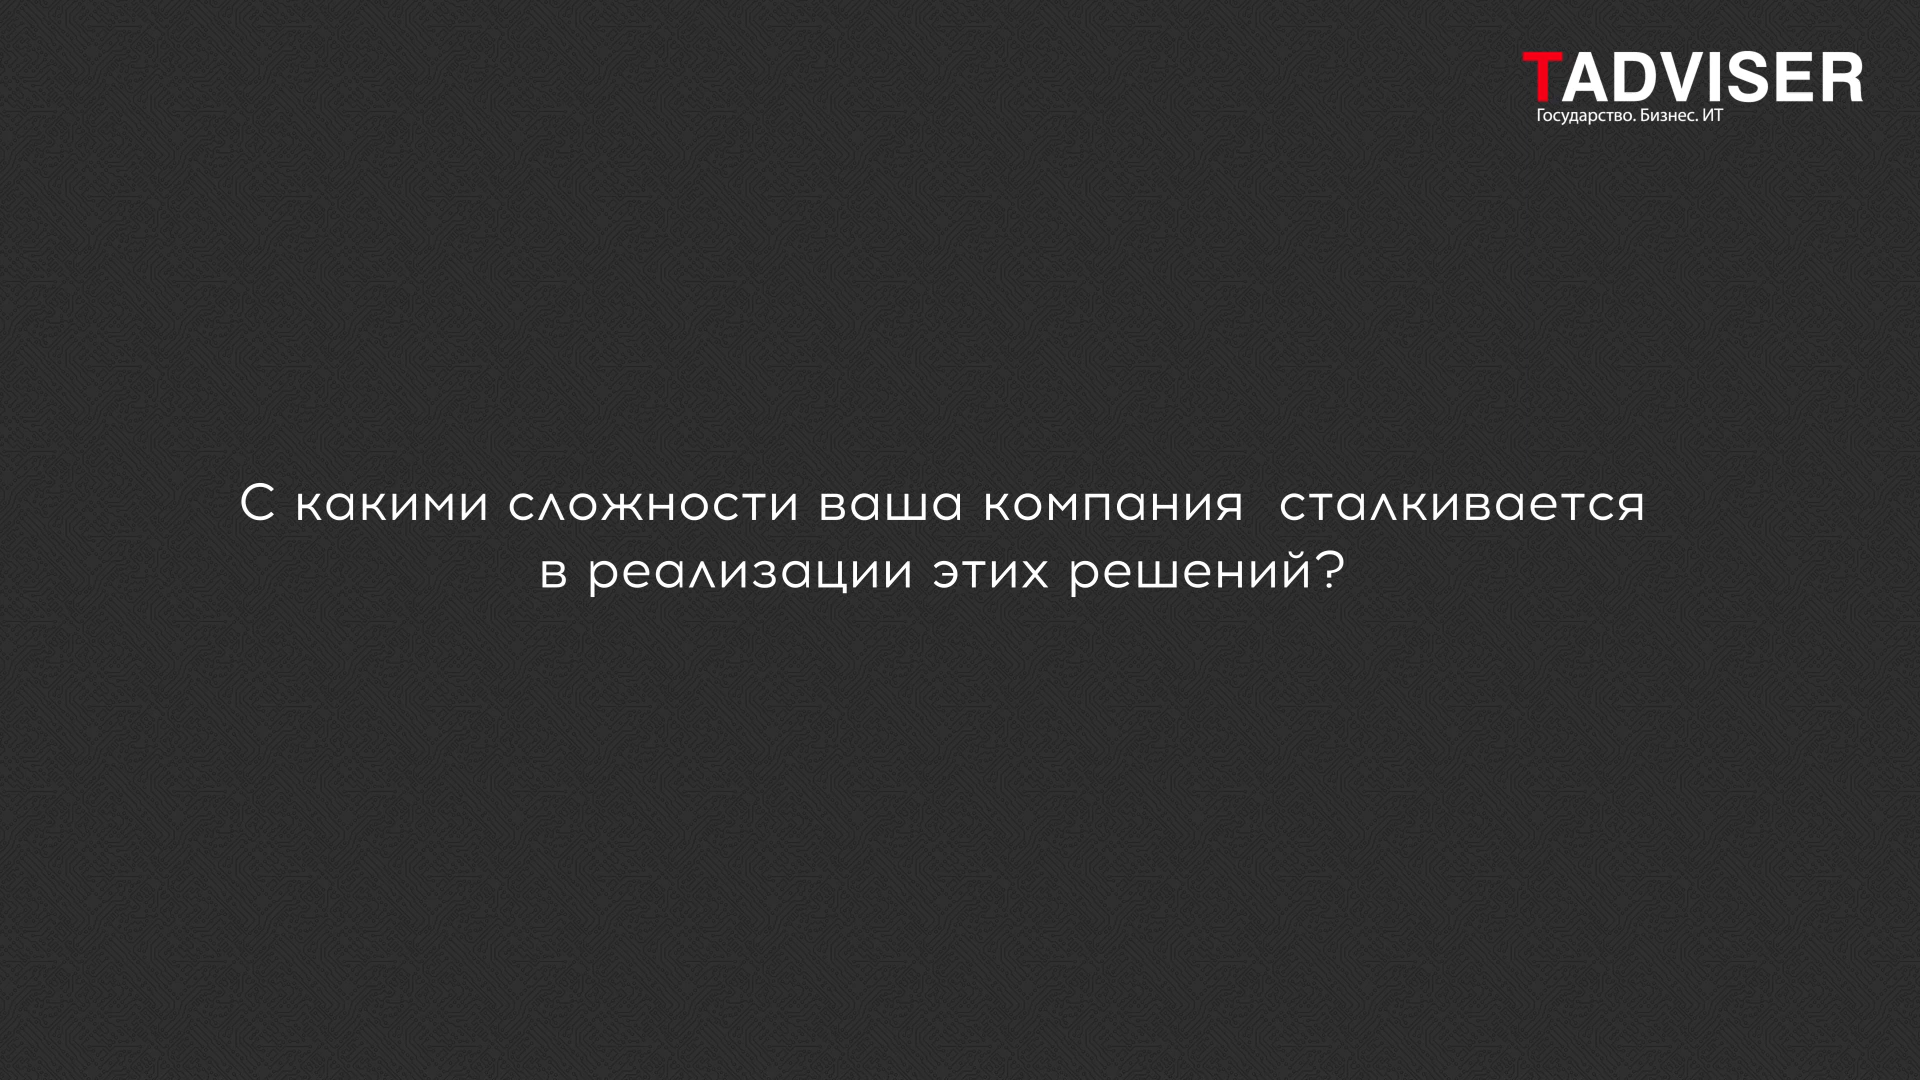 TADVISER
Государство. Бизнес. ИТ
С какими сложности ваша компания  сталкивается
в реализации этих решений?